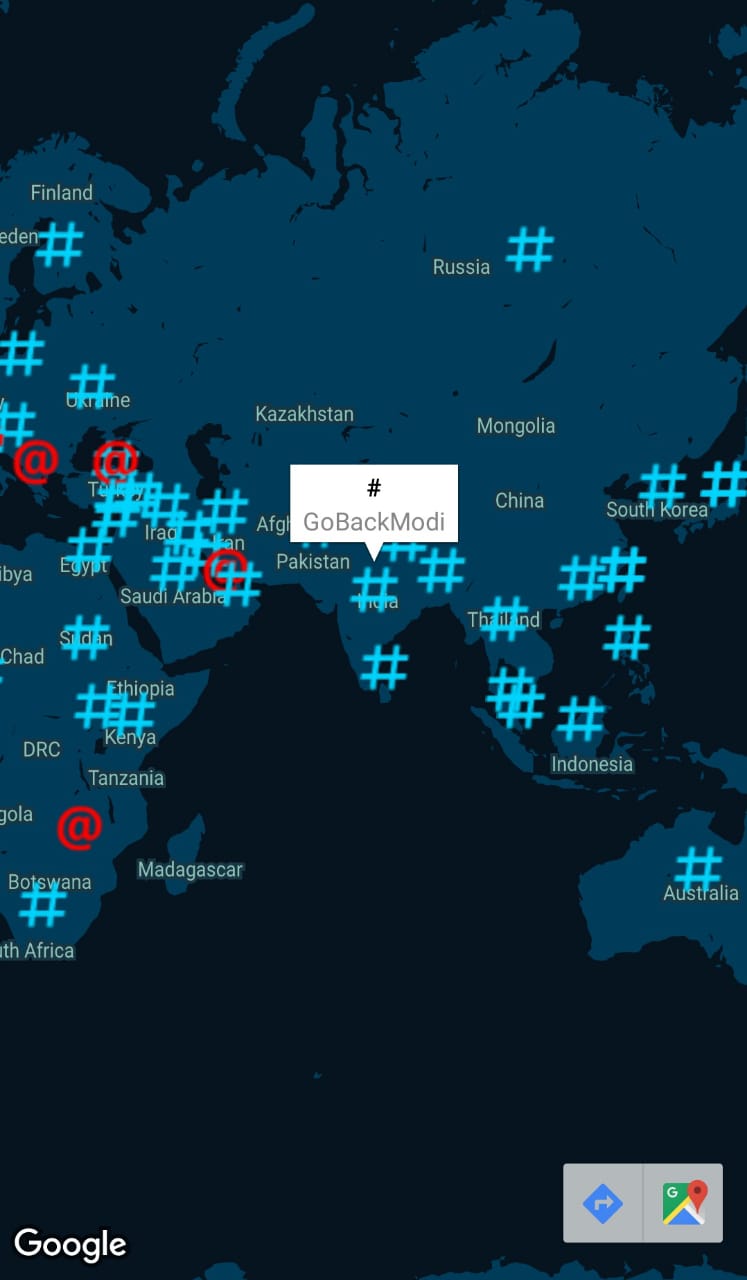 Finland
eden
#
#
Russia
#
#
Ukraine
Kazakhstan
Mongolia
#
@
@
#
GoBackModi
China
South Korea
#
#
Turkey
Iraq
Iran
Afgh
Pakistan
Egypt
ibya
@
Saudi Arabia
#
India
#
#
#
#
Thailand
#
Sudan
Chad
#
#
Ethiopia
Kenya
#
#
#
DRC
Indonesia
Tanzania
gola
@
Madagascar
Botswana
#
#
Australia
uth Africa
G
Google